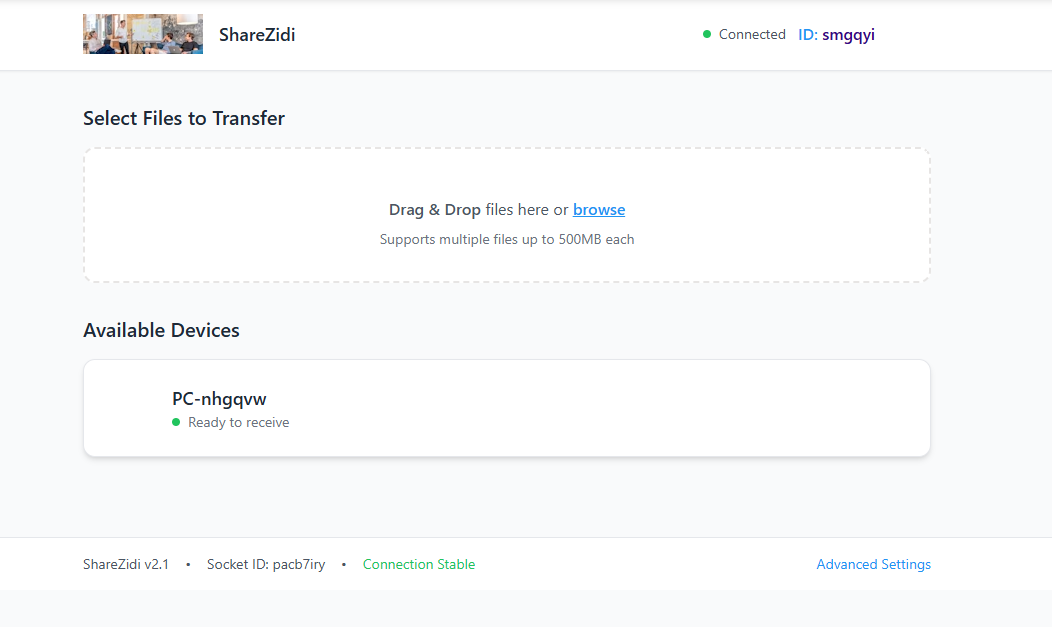 ShareZidi
Connected ID: smgqyi
Select Files to Transfer
Drag & Drop files here or browse
Supports multiple files up to 500MB each
Available Devices
PC-nhgqvw
Ready to receive
ShareZidi v2.1 • Socket ID: pacb7iry • Connection Stable
Advanced Settings